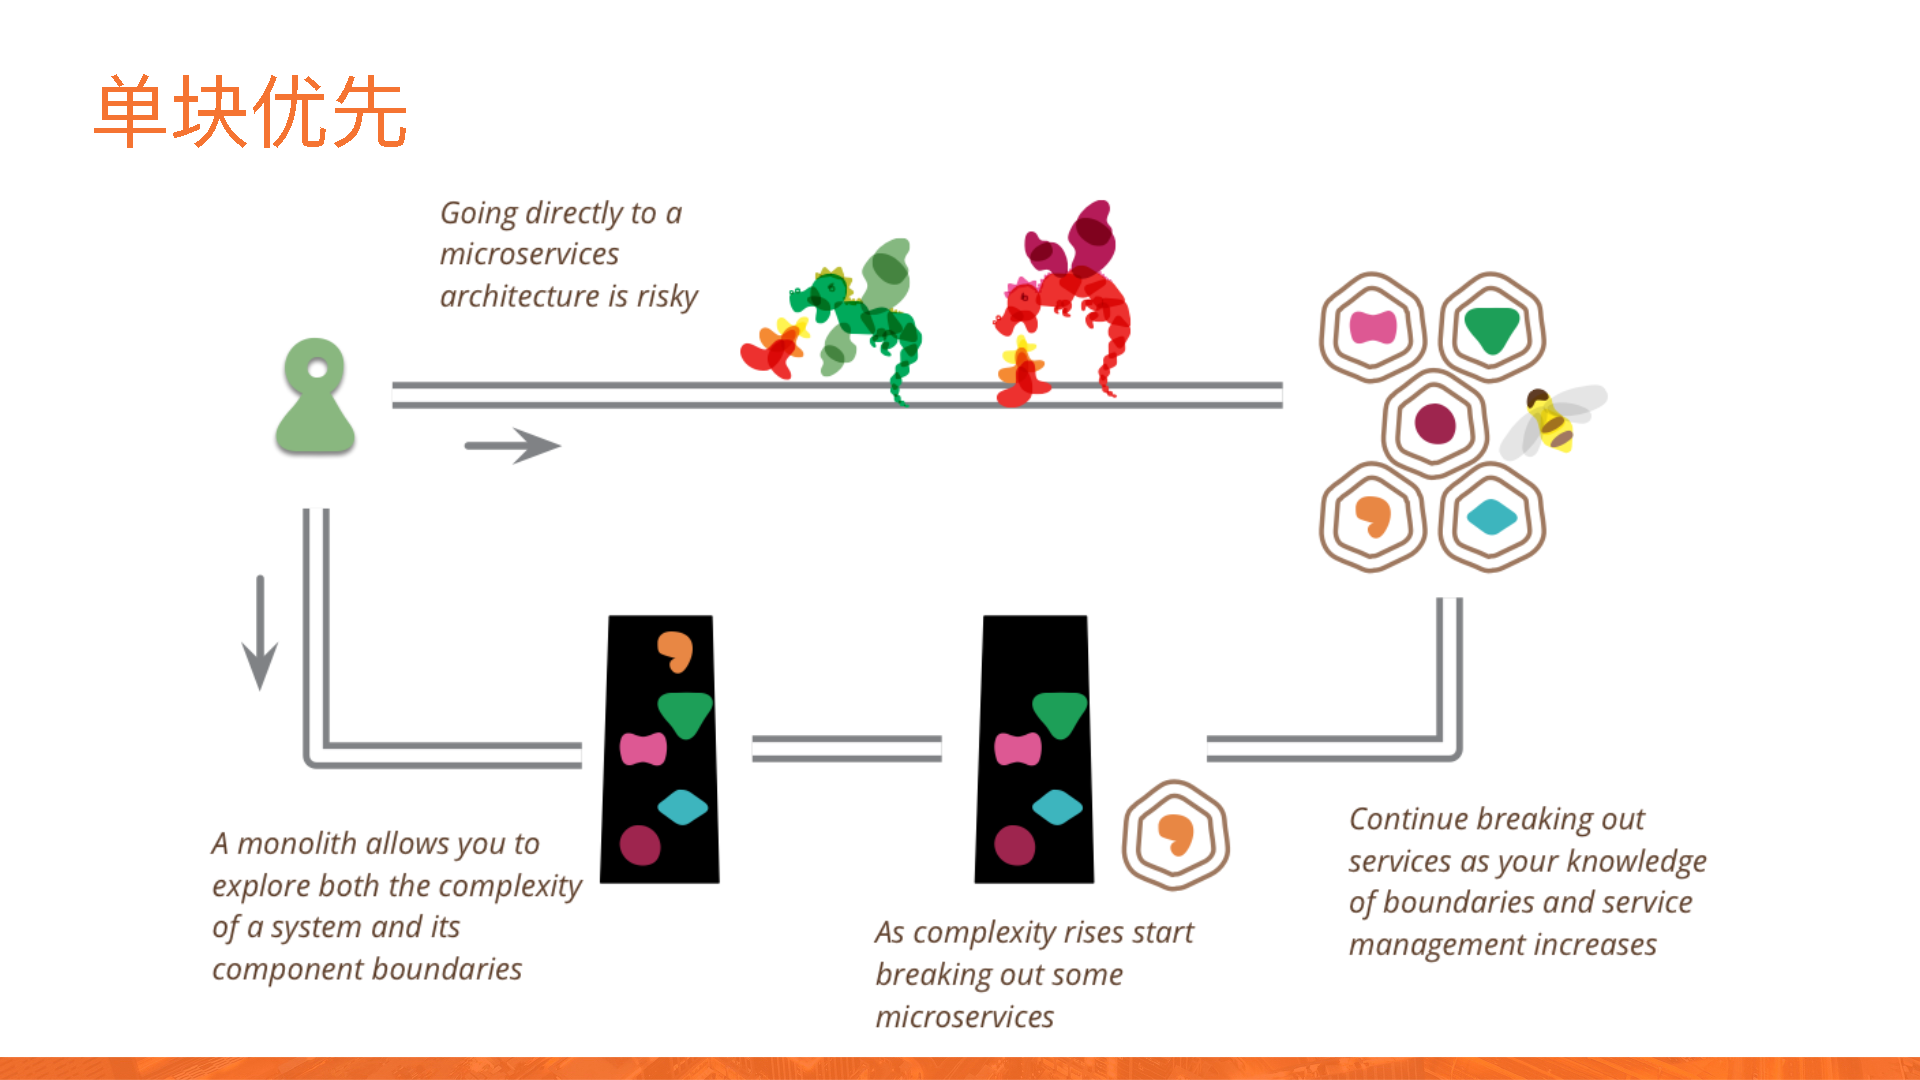 单块优先
Going directly to a
microservices
architecture is risky
A monolith allows you to
explore both the complexity
of a system and its
component boundaries
As complexity rises start
breaking out some
microservices
Continue breaking out
services as your knowledge
of boundaries and service
management increases